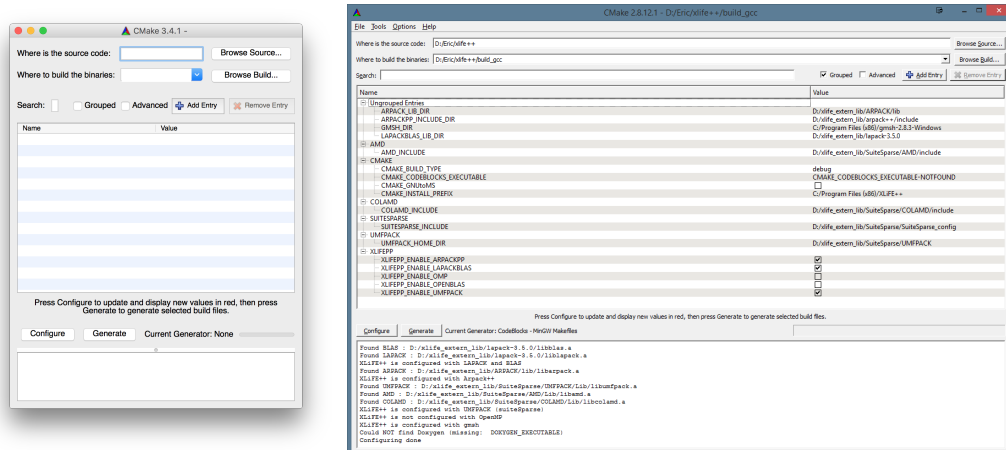 CMake 3.4.1 -
Where is the source code:
Browse Source...
Where to build the binaries:
Browse Build...
Search:
Grouped
Advanced
Add Entry
Remove Entry
Name
Value
Press Configure to update and display new values in red, then press
Generate to generate selected build files.
Configure
Generate
Current Generator: None
CMake 2.8.12.1 - D:/Eric/xlife++/build_gcc
File Tools Options Help
Where is the source code: D:/Eric/xlife++
Browse Source...
Where to build the binaries: D:/Eric/xlife++/build_gcc
Browse Build...
Search:
Grouped
Advanced
Add Entry
Remove Entry
Name Value
Ungrouped Entries
ARPACK_LIB_DIR D:/xlife_extern_lib/ARPACK/lib
ARPACKPP_INCLUDE_DIR D:/xlife_extern_lib/arpack++/include
GMSH_DIR C:/Program Files (x86)/gmsh-2.8.3-Windows
LAPACKBLAS_LIB_DIR D:/xlife_extern_lib/lapack-3.5.0
AMD
AMD_INCLUDE D:/xlife_extern_lib/SuiteSparse/AMD/include
CMAKE
CMAKE_BUILD_TYPE debug
CMAKE_CODEBLOCKS_EXECUTABLE CMAKE_CODEBLOCKS_EXECUTABLE-NOTFOUND
CMAKE_GNUtoMS
CMAKE_INSTALL_PREFIX C:/Program Files (x86)/XLiFE++
COLAMD
COLAMD_INCLUDE D:/xlife_extern_lib/SuiteSparse/COLAMD/include
SUITESPARSE
SUITESPARSE_INCLUDE D:/xlife_extern_lib/SuiteSparse/SuiteSparse_config
UMFPACK
UMFPACK_HOME_DIR D:/xlife_extern_lib/SuiteSparse/UMFPACK
XLIFEPP
XLIFEPP_ENABLE_ARPACKPP
XLIFEPP_ENABLE_LAPACKBLAS
XLIFEPP_ENABLE_OMP
XLIFEPP_ENABLE_OPENBLAS
XLIFEPP_ENABLE_UMFPACK
Press Configure to update and display new values in red, then press Generate to generate selected build files.
Configure
Generate
Current Generator: CodeBlocks - MinGW Makefiles
Found BLAS : D:/xlife_extern_lib/lapack-3.5.0/libblas.a
Found LAPACK : D:/xlife_extern_lib/lapack-3.5.0/liblapack.a
XLiFE++ is configured with LAPACK and BLAS
Found ARPACK : D:/xlife_extern_lib/ARPACK/lib/libarpack.a
XLiFE++ is configured with Arpack++
Found UMFPACK : D:/xlife_extern_lib/SuiteSparse/UMFPACK/Lib/libumfpack.a
Found AMD : D:/xlife_extern_lib/SuiteSparse/AMD/Lib/libamd.a
Found COLAMD : D:/xlife_extern_lib/SuiteSparse/COLAMD/Lib/libcolamd.a
XLiFE++ is configured with UMFPACK (suiteSparse)
XLiFE++ is not configured with OpenMP
XLiFE++ is configured with gmsh
Could NOT find Doxygen (missing: DOXYGEN_EXECUTABLE)
Configuring done